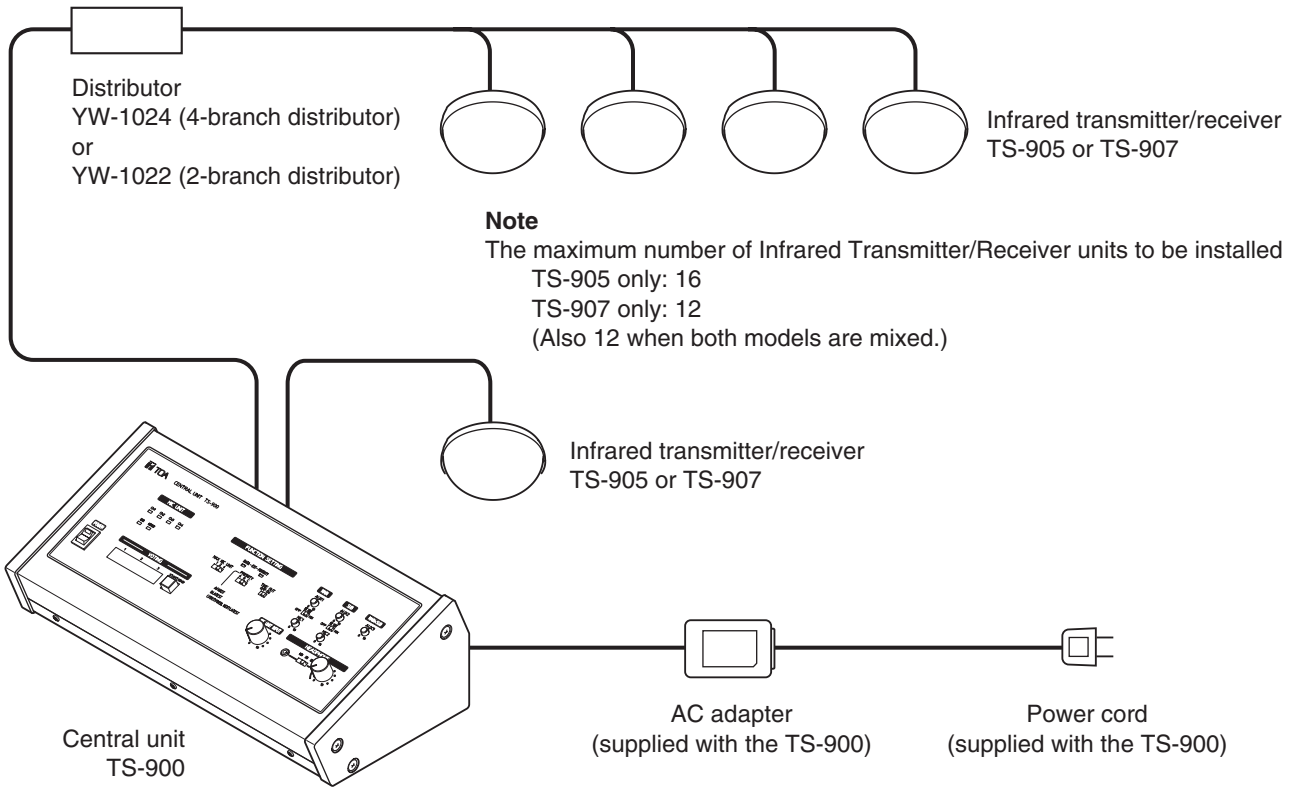 Distributor
YW-1024 (4-branch distributor)
or
YW-1022 (2-branch distributor)
Infrared transmitter/receiver
TS-905 or TS-907
Note
The maximum number of Infrared Transmitter/Receiver units to be installed
TS-905 only: 16
TS-907 only: 12
(Also 12 when both models are mixed.)
Infrared transmitter/receiver
TS-905 or TS-907
TOA CENTRAL UNIT TS-900
VOTING
FUNCTION SETTING
Central unit
TS-900
AC adapter
(supplied with the TS-900)
Power cord
(supplied with the TS-900)